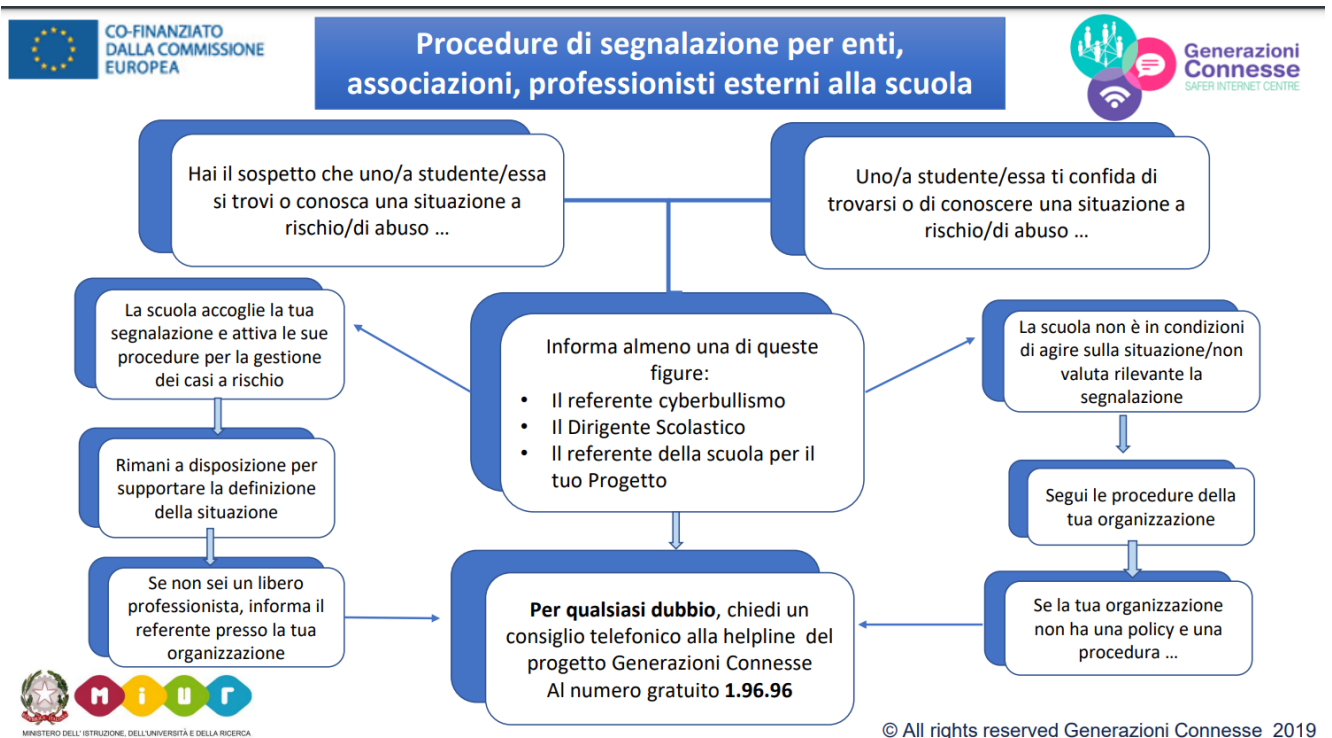 CO-FINANZIATO
DALLA COMMISSIONE
EUROPEA
Procedure di segnalazione per enti,
associazioni, professionisti esterni alla scuola
Generazioni
Connesse
SAFER INTERNET CENTRE
Hai il sospetto che uno/a studente/essa
si trovi o conosca una situazione a
rischio/di abuso …
Uno/a studente/essa ti confida di
trovarsi o di conoscere una situazione a
rischio/di abuso …
La scuola accoglie la tua
segnalazione e attiva le sue
procedure per la gestione
dei casi a rischio
Informa almeno una di queste
figure:
• Il referente cyberbullismo
• Il Dirigente Scolastico
• Il referente della scuola per il
tuo Progetto
La scuola non è in condizioni
di agire sulla situazione/non
valuta rilevante la
segnalazione
Rimani a disposizione per
supportare la definizione
della situazione
Segui le procedure della
tua organizzazione
Se non sei un libero
professionista, informa il
referente presso la tua
organizzazione
Per qualsiasi dubbio, chiedi un
consiglio telefonico alla helpline del
progetto Generazioni Connesse
Al numero gratuito 1.96.96
Se la tua organizzazione
non ha una policy e una
procedura …
MIUR
MINISTERO DELL' ISTRUZIONE, DELL'UNIVERSITÀ E DELLA RICERCA
© All rights reserved Generazioni Connesse 2019